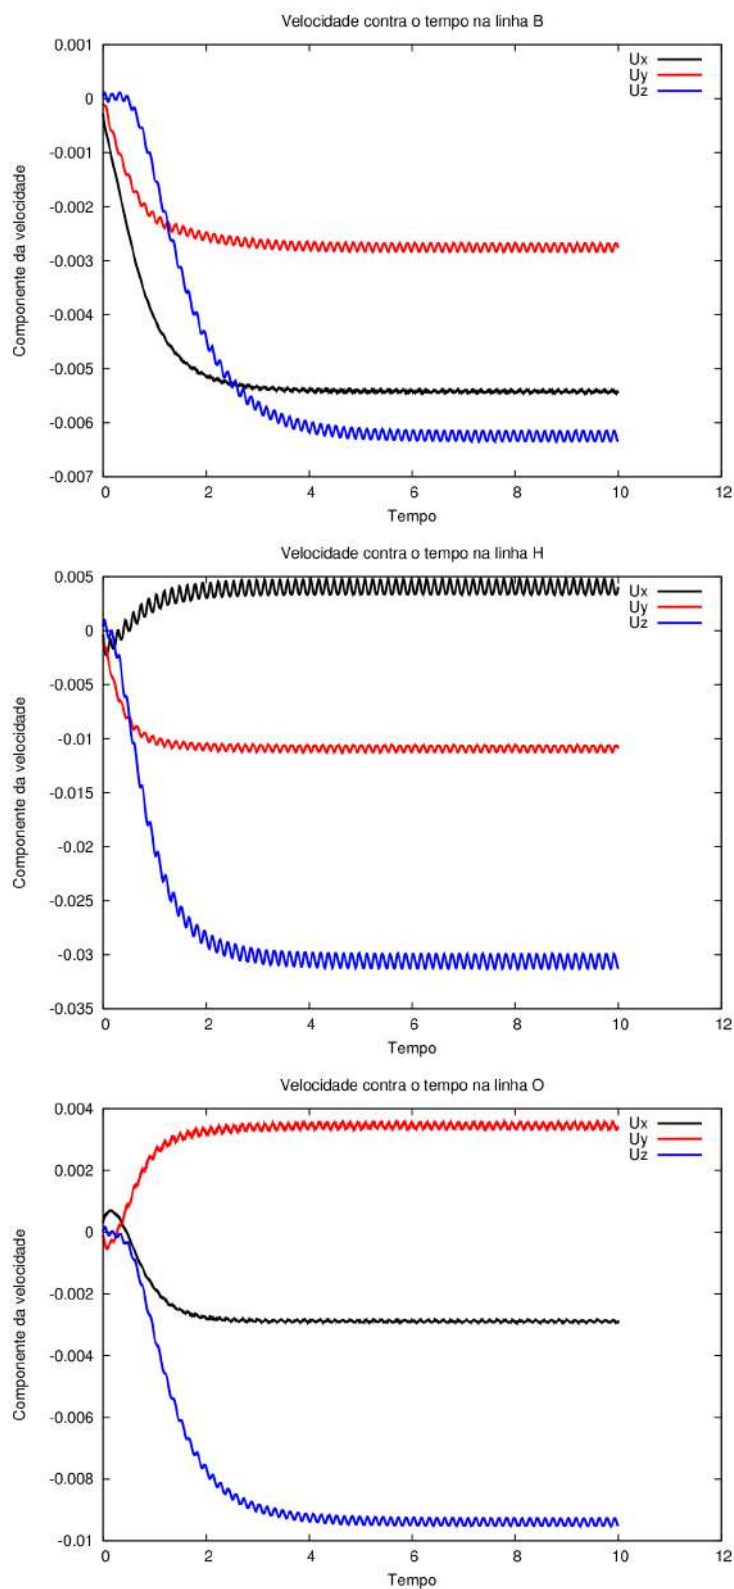 Velocidade contra o tempo na linha B
0.001
Ux
0
Uy
Uz
-0.001
-0.002
-0.003
-0.004
-0.005
-0.006
-0.007
Componente da velocidade
0 2 4 6 8 10 12
Tempo
Velocidade contra o tempo na linha H
0.005
Ux
Uy
0
Uz
-0.005
-0.01
-0.015
-0.02
-0.025
-0.03
-0.035
Componente da velocidade
0 2 4 6 8 10 12
Tempo
Velocidade contra o tempo na linha O
0.004
Ux
Uy
Uz
0.002
0
-0.002
-0.004
-0.006
-0.008
-0.01
Componente da velocidade
0 2 4 6 8 10 12
Tempo